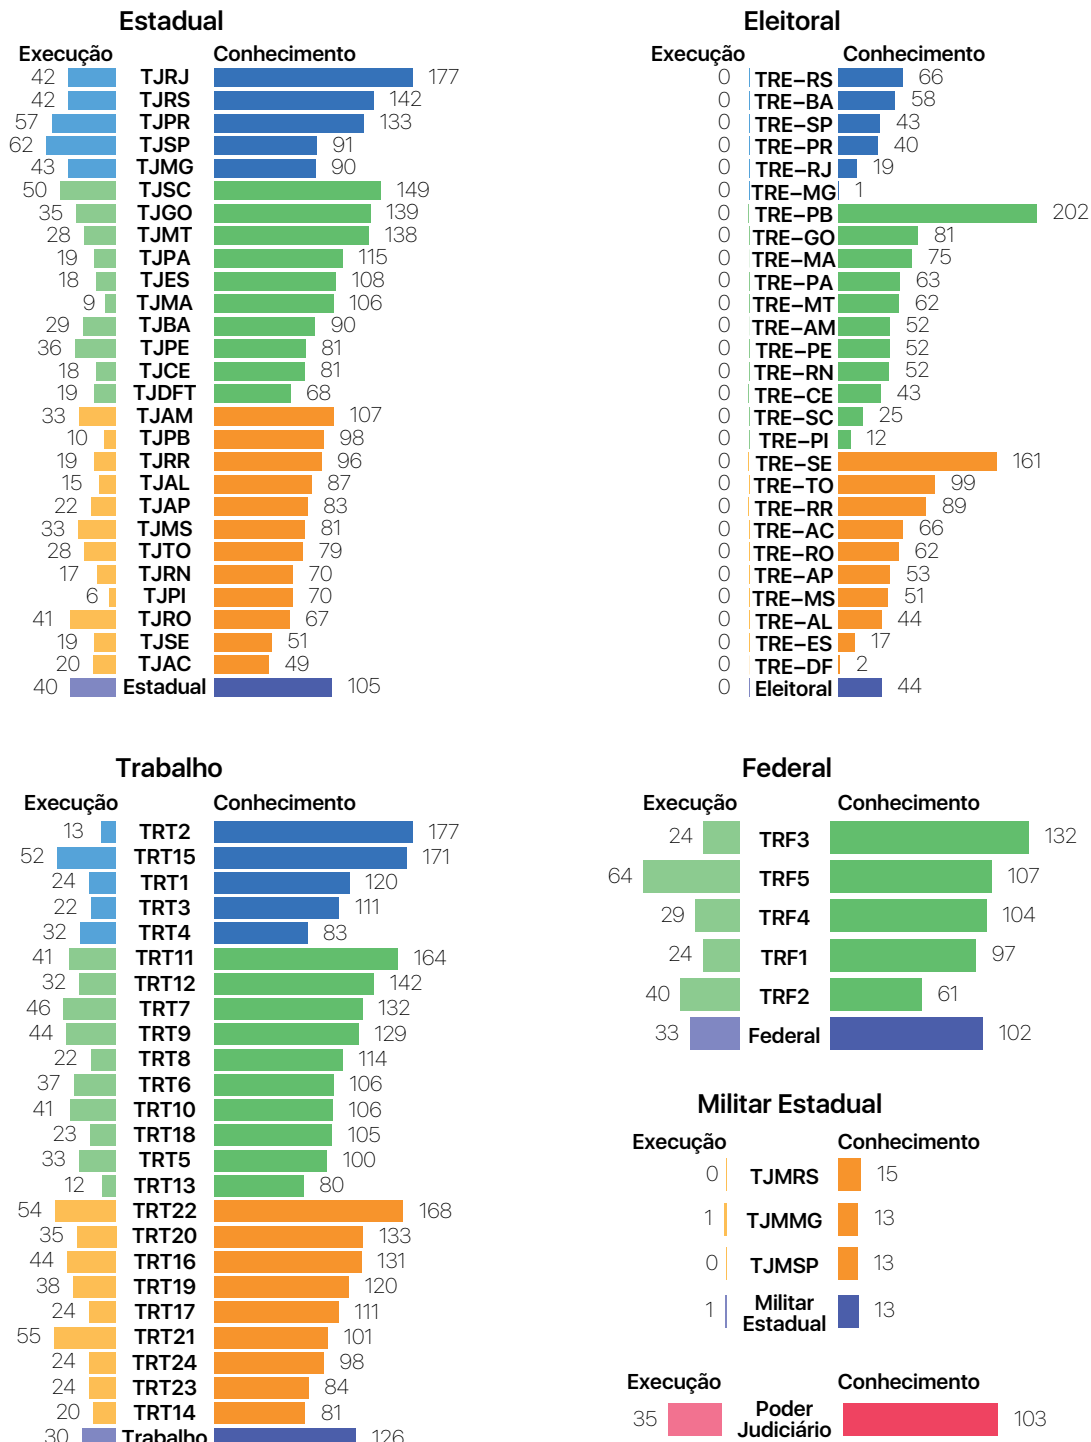 Estadual
Execução Conhecimento
42 TJRJ 177
42 TJRS 142
57 TJPR 133
62 TJSP 91
43 TJMG 90
50 TJSC 149
35 TJGO 139
28 TJMT 138
19 TJPA 115
18 TJES 108
9 TJMA 106
29 TJBA 90
36 TJPE 81
18 TJCE 81
19 TJDFT 68
33 TJAM 107
10 TJPB 98
19 TJRR 96
15 TJAL 87
22 TJAP 83
33 TJMS 81
28 TJTO 79
17 TJRN 70
6 TJPI 70
41 TJRO 67
19 TJSE 51
20 TJAC 49
40 Estadual 105
Eleitoral
Execução Conhecimento
0 TRE–RS 66
0 TRE–BA 58
0 TRE–SP 43
0 TRE–PR 40
0 TRE–RJ 19
0 TRE–MG 1
0 TRE–PB 202
0 TRE–GO 81
0 TRE–MA 75
0 TRE–PA 63
0 TRE–MT 62
0 TRE–AM 52
0 TRE–PE 52
0 TRE–RN 52
0 TRE–CE 43
0 TRE–SC 25
0 TRE–PI 12
0 TRE–SE 161
0 TRE–TO 99
0 TRE–RR 89
0 TRE–AC 66
0 TRE–RO 62
0 TRE–AP 53
0 TRE–MS 51
0 TRE–AL 44
0 TRE–ES 17
0 TRE–DF 2
0 Eleitoral 44
Trabalho
Execução Conhecimento
13 TRT2 177
52 TRT15 171
24 TRT1 120
22 TRT3 111
32 TRT4 83
41 TRT11 164
32 TRT12 142
46 TRT7 132
44 TRT9 129
22 TRT8 114
37 TRT6 106
41 TRT10 106
23 TRT18 105
33 TRT5 100
12 TRT13 80
54 TRT22 168
35 TRT20 133
44 TRT16 131
38 TRT19 120
24 TRT17 111
55 TRT21 101
24 TRT24 98
24 TRT23 84
20 TRT14 81
30 Trabalho 126
Federal
Execução Conhecimento
24 TRF3 132
64 TRF5 107
29 TRF4 104
24 TRF1 97
40 TRF2 61
33 Federal 102
Militar Estadual
Execução Conhecimento
0 TJMRS 15
1 TJMMG 13
0 TJMSP 13
1 Militar 13
Estadual
Execução Conhecimento
35 Poder 103
Judiciário